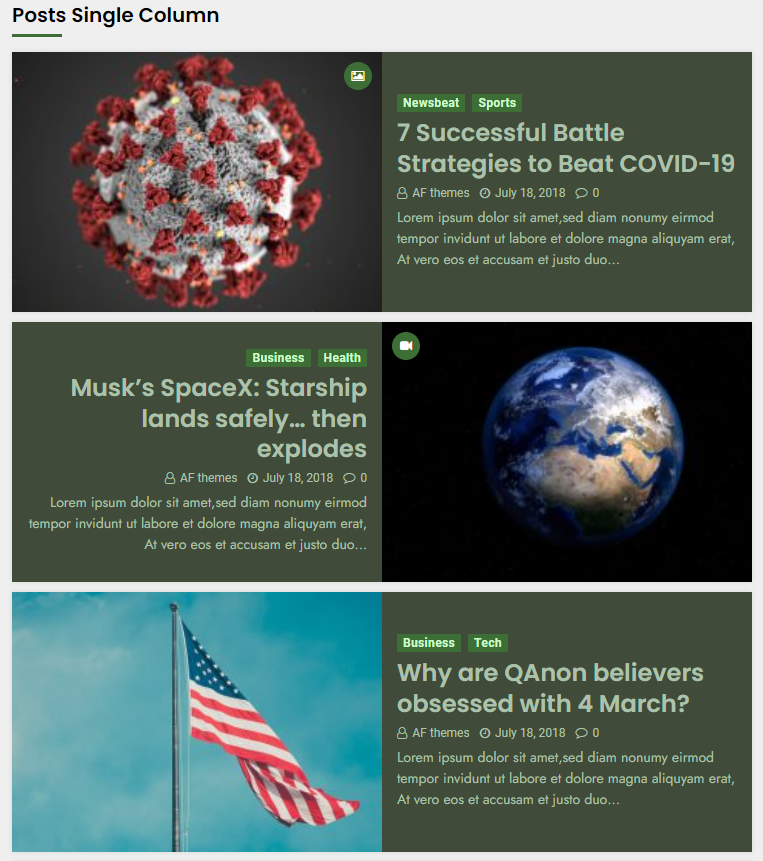 Posts Single Column
Newsbeat Sports
7 Successful Battle
Strategies to Beat COVID-19
AF themes July 18, 2018 0
Lorem ipsum dolor sit amet,sed diam nonumy eirmod
tempor invidunt ut labore et dolore magna aliquyam erat,
At vero eos et accusam et justo duo...
Business Health
Musk’s SpaceX: Starship
lands safely… then
explodes
AF themes July 18, 2018 0
Lorem ipsum dolor sit amet,sed diam nonumy eirmod
tempor invidunt ut labore et dolore magna aliquyam erat,
At vero eos et accusam et justo duo...
Business Tech
Why are QAnon believers
obsessed with 4 March?
AF themes July 18, 2018 0
Lorem ipsum dolor sit amet,sed diam nonumy eirmod
tempor invidunt ut labore et dolore magna aliquyam erat,
At vero eos et accusam et justo duo...